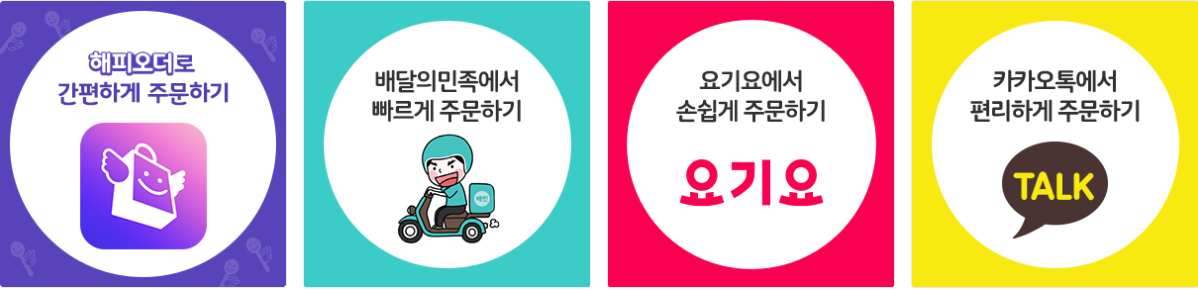 해피오더로
간편하게 주문하기
배달의민족에서
빠르게 주문하기
배민
요기요에서
손쉽게 주문하기
요기요
카카오톡에서
편리하게 주문하기
TALK